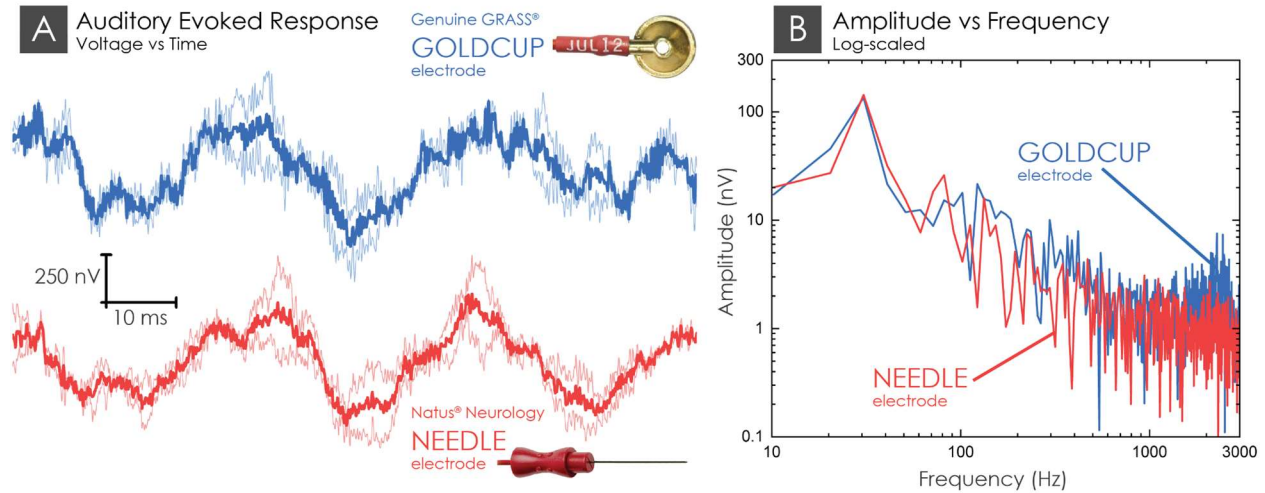 A
Auditory Evoked Response
Voltage vs Time
Genuine GRASS®
GOLDCUP
electrode
JUL12
250 nV
10 ms
Natus® Neurology
NEEDLE
electrode
B
Amplitude vs Frequency
Log-scaled
300
100
10
1
0.1
Amplitude (nV)
GOLDCUP
electrode
NEEDLE
electrode
10
100
1000
3000
Frequency (Hz)